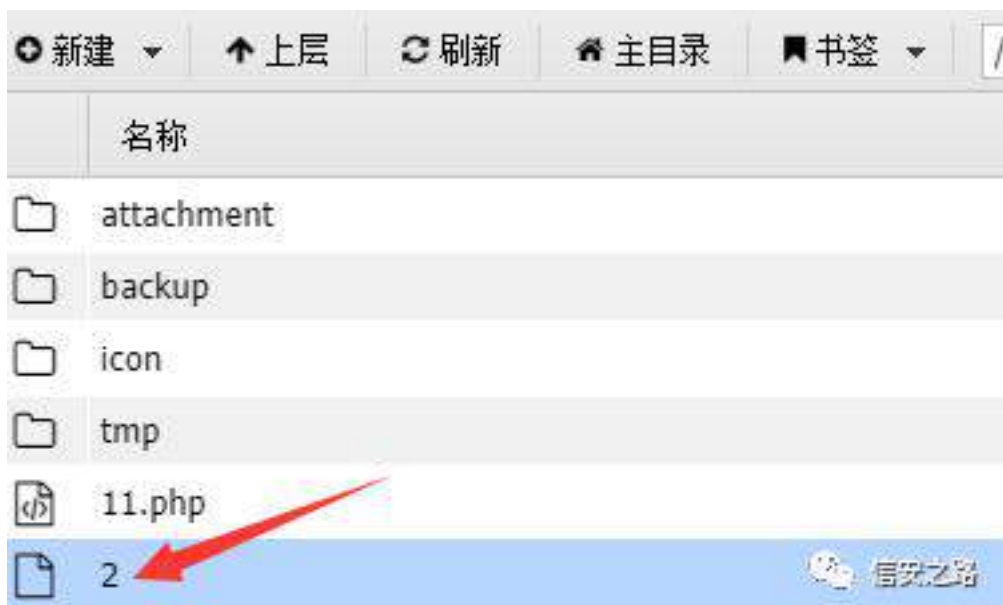 新建 上层 刷新 主目录 书签 /
名称
attachment
backup
icon
tmp
11.php
2
信安之路